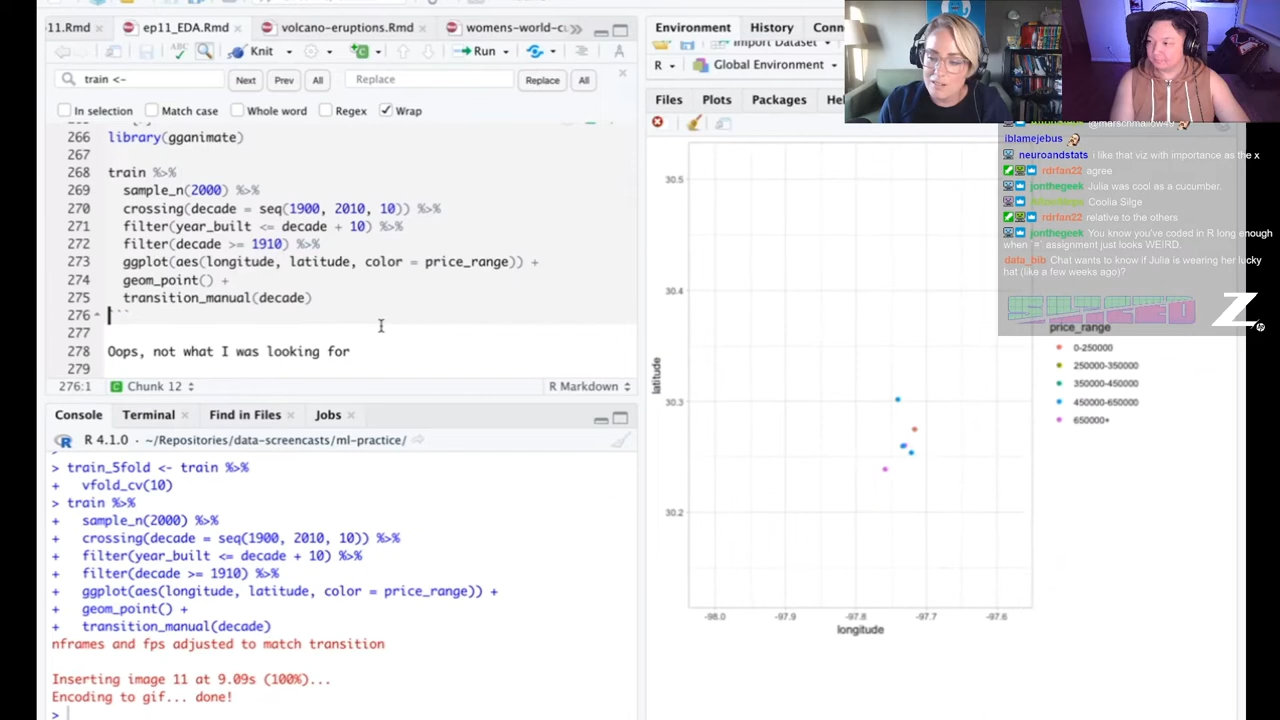 11.Rmd
ep11_EDA.Rmd
volcano-eruptions.Rmd
womens-world-cu
Knit
Run
train <-
Next
Prev
All
Replace
Replace
All
In selection
Match case
Whole word
Regex
Wrap
266 library(gganimate)
267
268 train %>%
269 sample_n(2000) %>%
270 crossing(decade = seq(1900, 2010, 10)) %>%
271 filter(year_built <= decade + 10) %>%
272 filter(decade >= 1910) %>%
273 ggplot(aes(longitude, latitude, color = price_range)) +
274 geom_point() +
275 transition_manual(decade)
276 ```
277
278 Oops, not what I was looking for
279
276:1
Chunk 12
R Markdown
Console
Terminal
Find in Files
Jobs
R 4.1.0 · ~/Repositories/data-screencasts/ml-practice/
> train_5fold <- train %>%
+ vfold_cv(10)
> train %>%
+ sample_n(2000) %>%
+ crossing(decade = seq(1900, 2010, 10)) %>%
+ filter(year_built <= decade + 10) %>%
+ filter(decade >= 1910) %>%
+ ggplot(aes(longitude, latitude, color = price_range)) +
+ geom_point() +
+ transition_manual(decade)
nframes and fps adjusted to match transition
Inserting image 11 at 9.09s (100%)...
Encoding to gif... done!
>
Environment
History
Conn
Import Dataset
R
Global Environment
Files
Plots
Packages
Hel
30.5
30.4
30.3
30.2
latitude
-98.0
-97.9
-97.8
-97.7
-97.6
longitude
price_range
0-250000
250000-350000
350000-450000
450000-650000
650000+
iblamejebus
neuroandstats i like that viz with importance as the x
rdrfan22 agree
jonthegeek Julia was cool as a cucumber.
Coolia Silge
rdrfan22 relative to the others
jonthegeek You know you've coded in R long enough
when `=` assignment just looks WEIRD.
data_bib Chat wants to know if Julia is wearing her lucky
hat (like a few weeks ago)?
SLICED
Z
hp